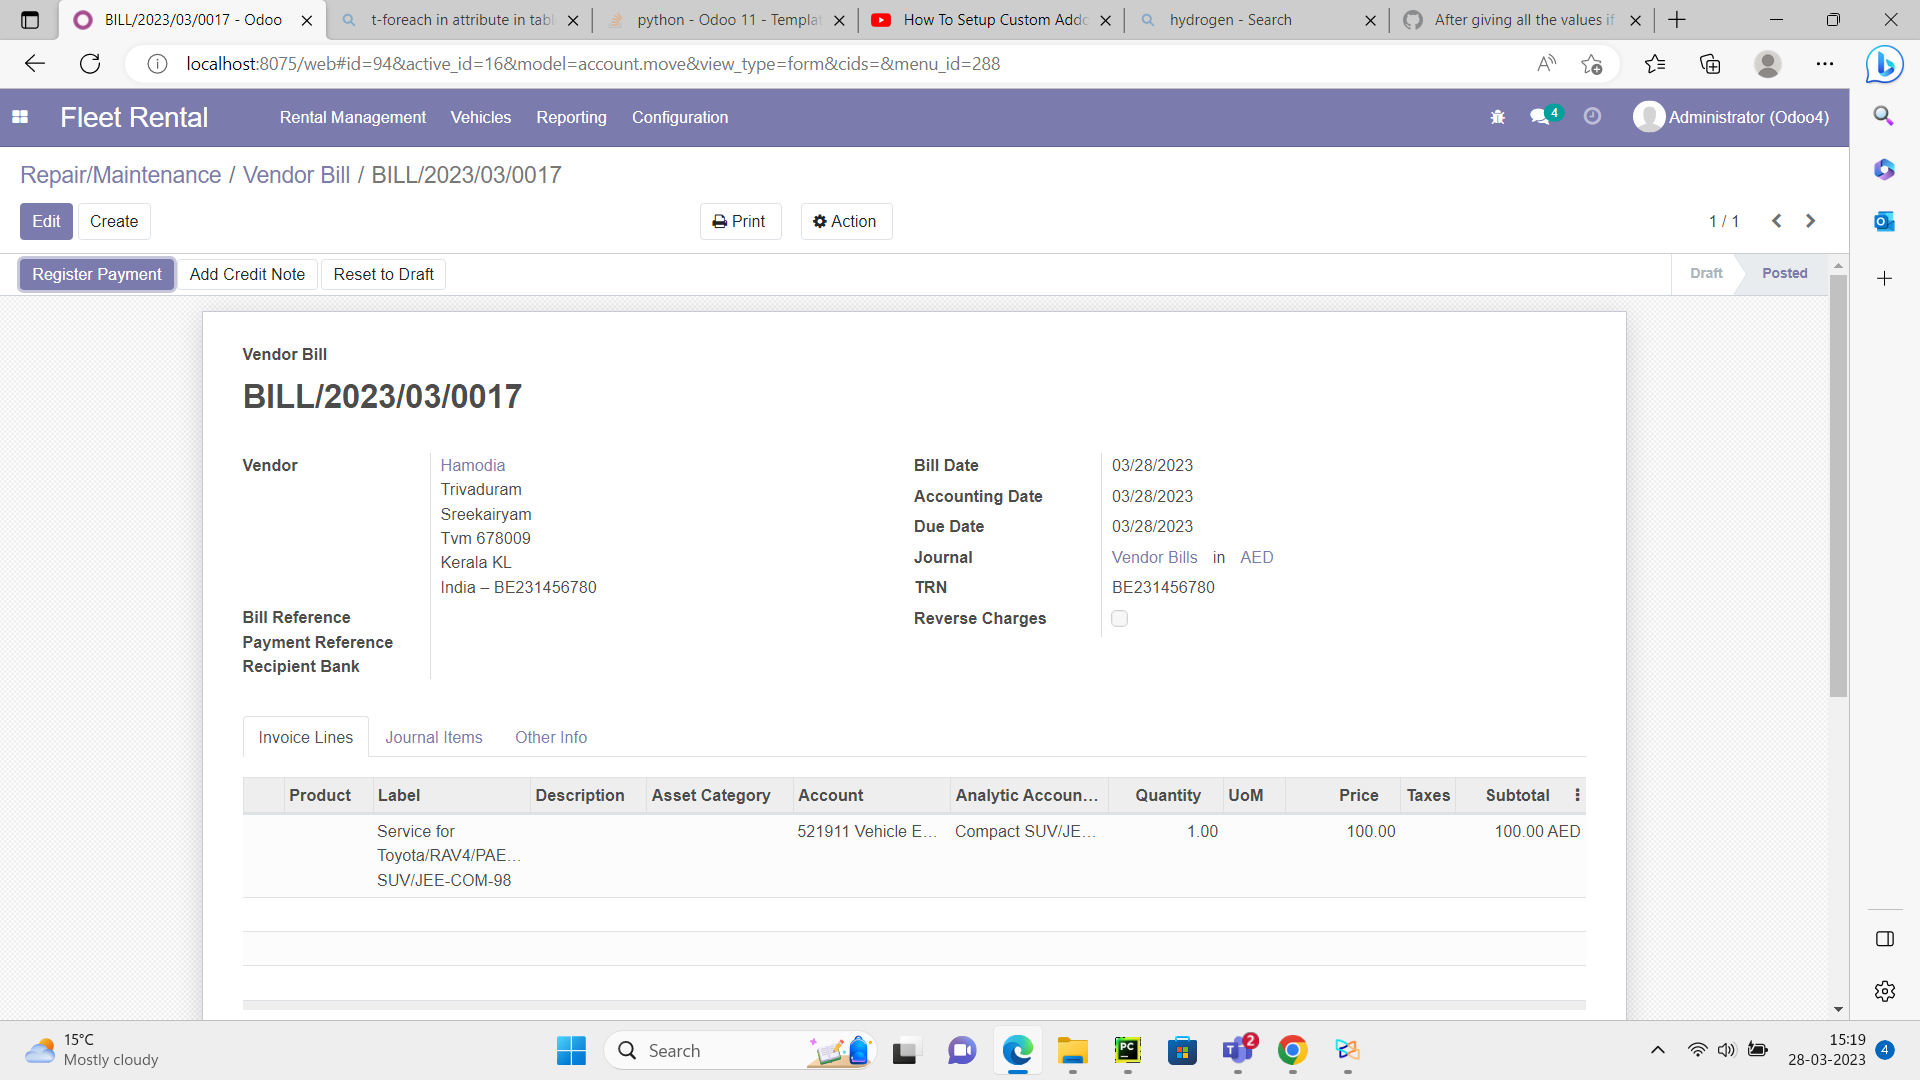 BILL/2023/03/0017 - Odoo
t-foreach in attribute in tabl
python - Odoo 11 - Templat
How To Setup Custom Addo
hydrogen - Search
After giving all the values if
localhost:8075/web#id=94&active_id=16&model=account.move&view_type=form&cids=&menu_id=288
Fleet Rental
Rental Management
Vehicles
Reporting
Configuration
4
Administrator (Odoo4)
Repair/Maintenance / Vendor Bill / BILL/2023/03/0017
Edit
Create
Print
Action
1 / 1
Register Payment
Add Credit Note
Reset to Draft
Draft
Posted
Vendor Bill
BILL/2023/03/0017
Vendor
Hamodia
Trivaduram
Sreekairyam
Tvm 678009
Kerala KL
India – BE231456780
Bill Reference
Payment Reference
Recipient Bank
Bill Date 03/28/2023
Accounting Date 03/28/2023
Due Date 03/28/2023
Journal Vendor Bills in AED
TRN BE231456780
Reverse Charges
Invoice Lines
Journal Items
Other Info
Product Label Description Asset Category Account Analytic Accoun... Quantity UoM Price Taxes Subtotal
Service for
Toyota/RAV4/PAE...
SUV/JEE-COM-98
521911 Vehicle E...
Compact SUV/JE...
1.00
100.00
100.00 AED
15°C
Mostly cloudy
Search
PC
T
2
15:19
28-03-2023
4